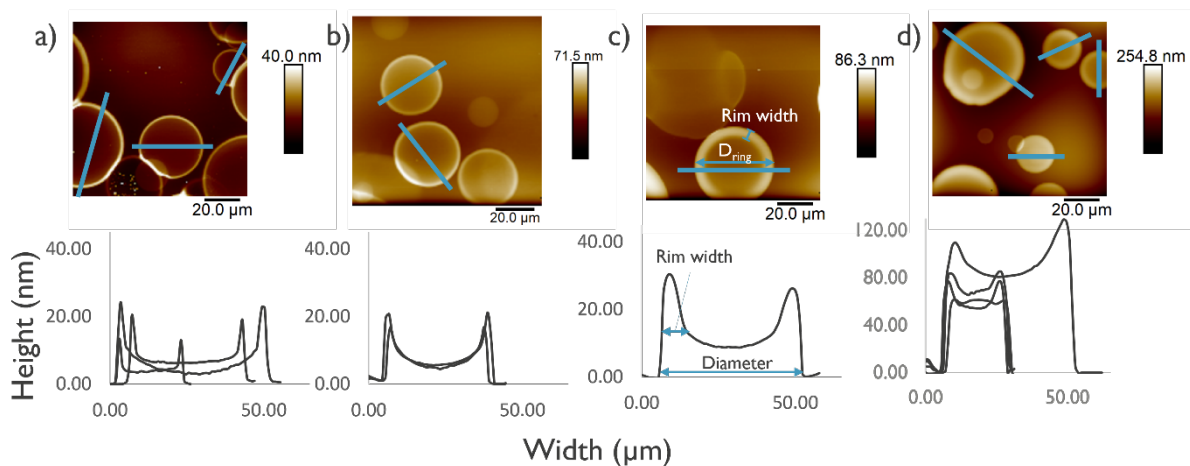 a)
40.0 nm
20.0 µm
b)
71.5 nm
20.0 µm
c)
86.3 nm
Rim width
D ring
20.0 µm
d)
254.8 nm
20.0 µm
Height (nm)
40.00
20.00
0.00
0.00
50.00
40.00
20.00
0.00
0.00
50.00
40.00
20.00
0.00
Rim width
Diameter
0.00
50.00
120.00
80.00
40.00
0.00
0.00
50.00
Width (µm)